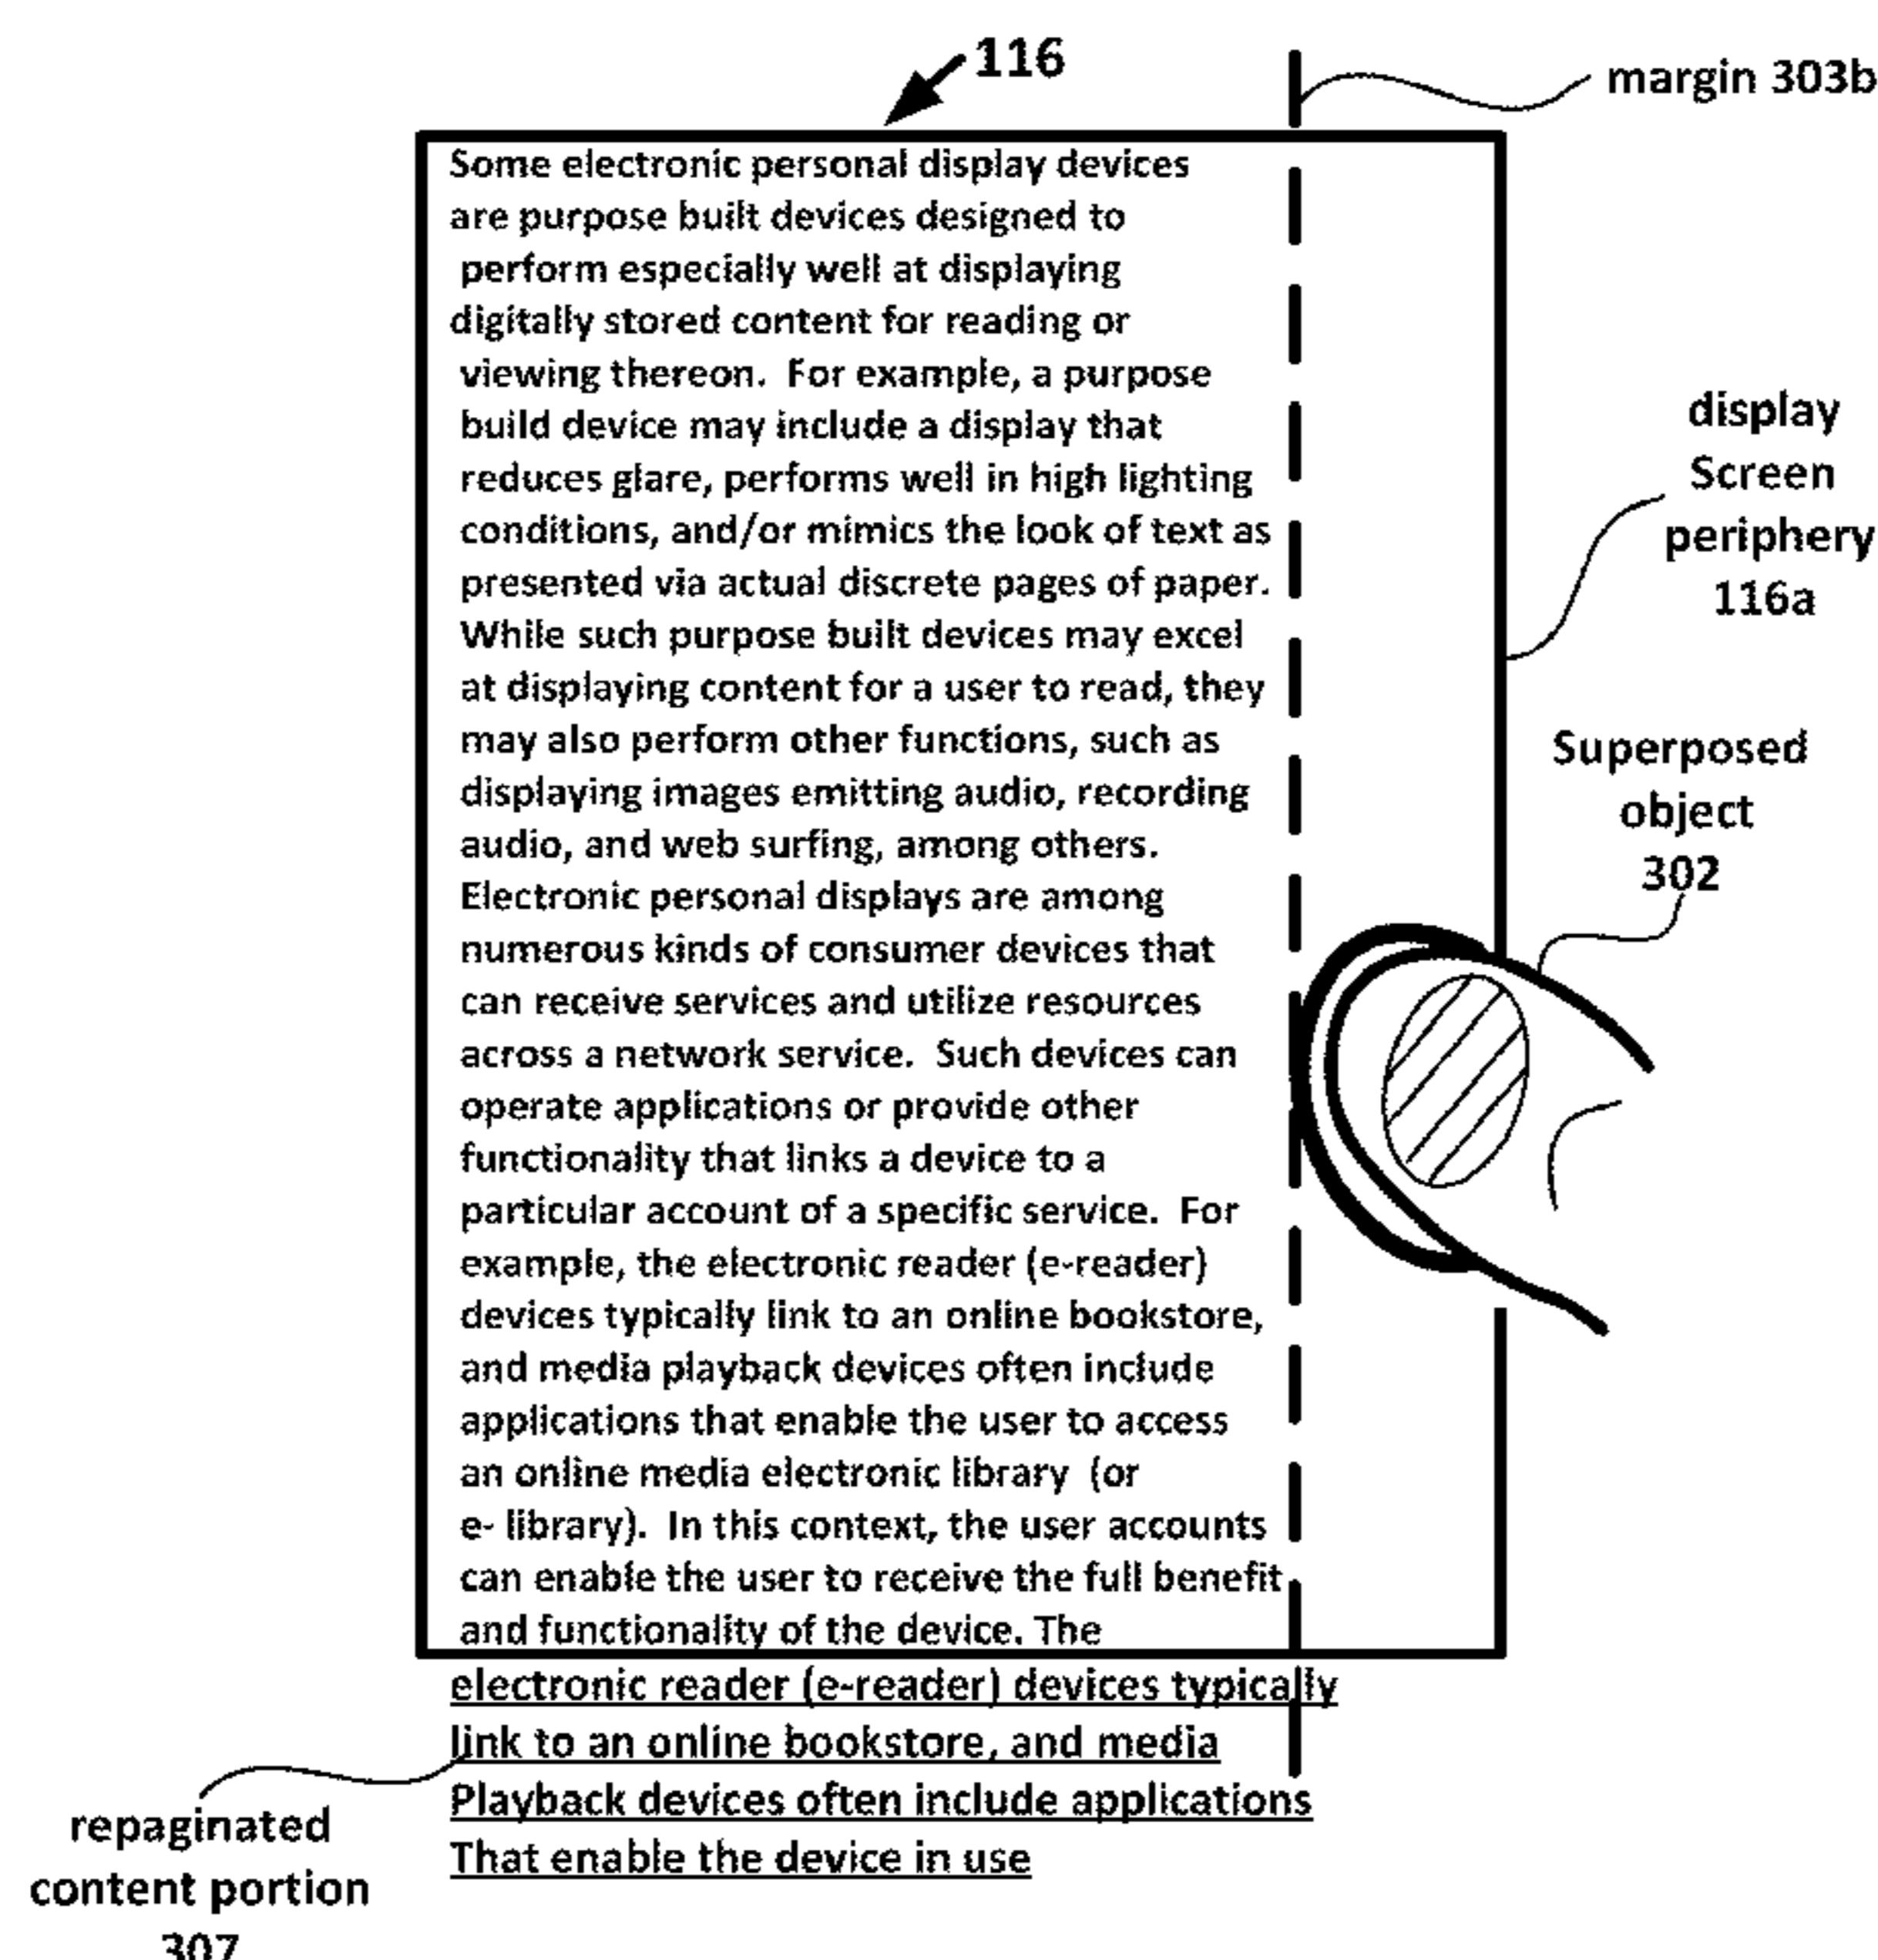 116
margin 303b
Some electronic personal display devices
are purpose built devices designed to
perform especially well at displaying
digitally stored content for reading or
viewing thereon.  For example, a purpose
build device may include a display that
reduces glare, performs well in high lighting
conditions, and/or mimics the look of text as
presented via actual discrete pages of paper.
While such purpose built devices may excel
at displaying content for a user to read, they
may also perform other functions, such as
displaying images emitting audio, recording
audio, and web surfing, among others.
Electronic personal displays are among
numerous kinds of consumer devices that
can receive services and utilize resources
across a network service.  Such devices can
operate applications or provide other
functionality that links a device to a
particular account of a specific service.  For
example, the electronic reader (e-reader)
devices typically link to an online bookstore,
and media playback devices often include
applications that enable the user to access
an online media electronic library  (or
e- library).  In this context, the user accounts
can enable the user to receive the full benefit
and functionality of the device. The
electronic reader (e-reader) devices typically
link to an online bookstore, and media
Playback devices often include applications
That enable the device in use
display
Screen
periphery
116a
Superposed
object
302
repaginated
content portion
307